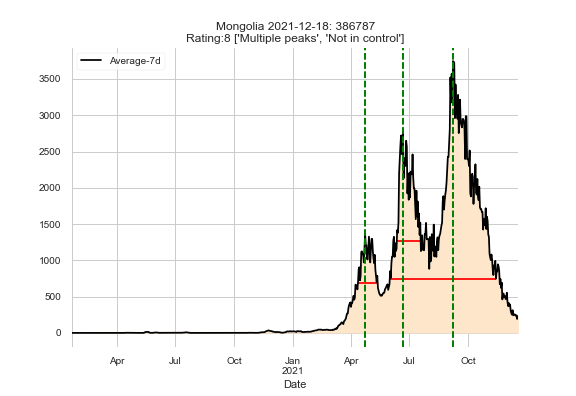 Mongolia 2021-12-18: 386787
Rating:8 ['Multiple peaks', 'Not in control']
Average-7d
3500
3000
2500
2000
1500
1000
500
0
Apr Jul Oct Jan Apr Jul Oct
2021
Date